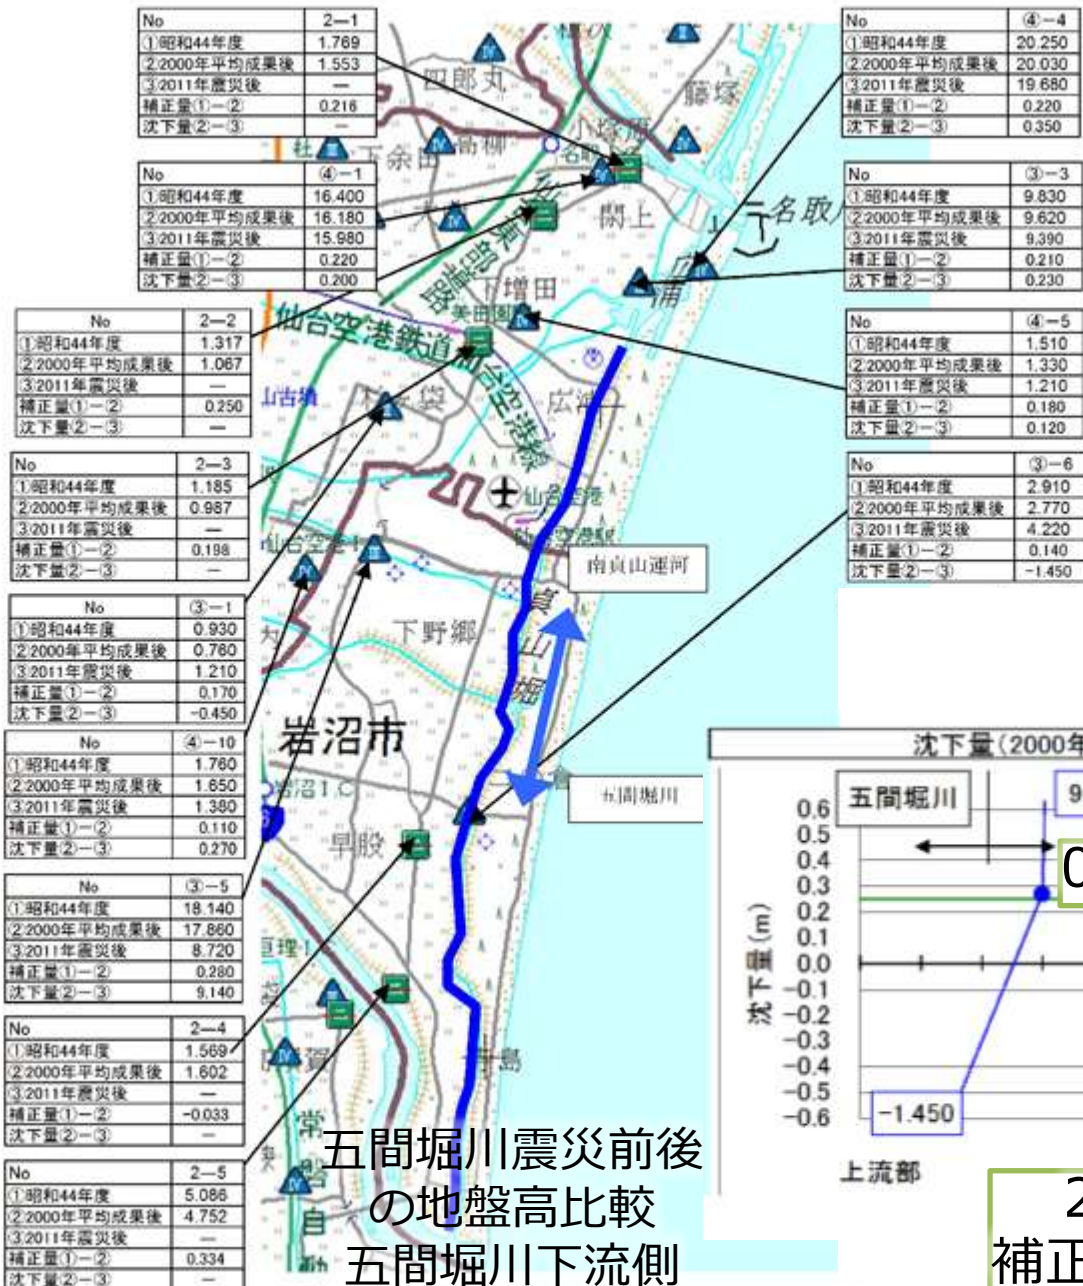 No 2—1
①昭和44年度 1.769
②2000年平均成果後 1.553
③2011年震災後 —
補正量①−② 0.216
沈下量②−③ —
No ④−1
①昭和44年度 16.400
②2000年平均成果後 16.180
③2011年震災後 15.980
補正量①−② 0.220
沈下量②−③ 0.200
No 2—2
①昭和44年度 1.317
②2000年平均成果後 1.067
③2011年震災後 —
補正量①−② 0.250
沈下量②−③ —
No 2—3
①昭和44年度 1.185
②2000年平均成果後 0.987
③2011年震災後 —
補正量①−② 0.198
沈下量②−③ —
No ③−1
①昭和44年度 0.930
②2000年平均成果後 0.760
③2011年震災後 1.210
補正量①−② 0.170
沈下量②−③ -0.450
No ④−10
①昭和44年度 1.760
②2000年平均成果後 1.650
③2011年震災後 1.380
補正量①−② 0.110
沈下量②−③ 0.270
No ③−5
①昭和44年度 18.140
②2000年平均成果後 17.860
③2011年震災後 8.720
補正量①−② 0.280
沈下量②−③ 9.140
No 2—4
①昭和44年度 1.569
②2000年平均成果後 1.602
③2011年震災後 —
補正量①−② -0.033
沈下量②−③ —
No 2—5
①昭和44年度 5.086
②2000年平均成果後 4.752
③2011年震災後 —
補正量①−② 0.334
沈下量②−③ —
No ④−4
①昭和44年度 20.250
②2000年平均成果後 20.030
③2011年震災後 19.680
補正量①−② 0.220
沈下量②−③ 0.350
No ③−3
①昭和44年度 9.830
②2000年平均成果後 9.620
③2011年震災後 9.390
補正量①−② 0.210
沈下量②−③ 0.230
No ④−5
①昭和44年度 1.510
②2000年平均成果後 1.330
③2011年震災後 1.210
補正量①−② 0.180
沈下量②−③ 0.120
No ③−6
①昭和44年度 2.910
②2000年平均成果後 2.770
③2011年震災後 4.220
補正量①−② 0.140
沈下量②−③ -1.450
四郎丸
藤塚
小塚原
高柳
下余田
閖上
名取
東部道路
下増田
美田園
広浦
仙台空港鉄道仙台空港線
仙台空港
南貞山運河
貞山堀
下野郷
岩沼市
岩沼I.C
早股
五間堀川
亘理
常磐自動
五間堀川震災前後
の地盤高比較
五間堀川下流側
沈下量(2000年
五間堀川
9
0
沈下量(m)
0.6
0.5
0.4
0.3
0.2
0.1
0.0
−0.1
−0.2
−0.3
−0.4
−0.5
−0.6
−1.450
上流部
2
補正